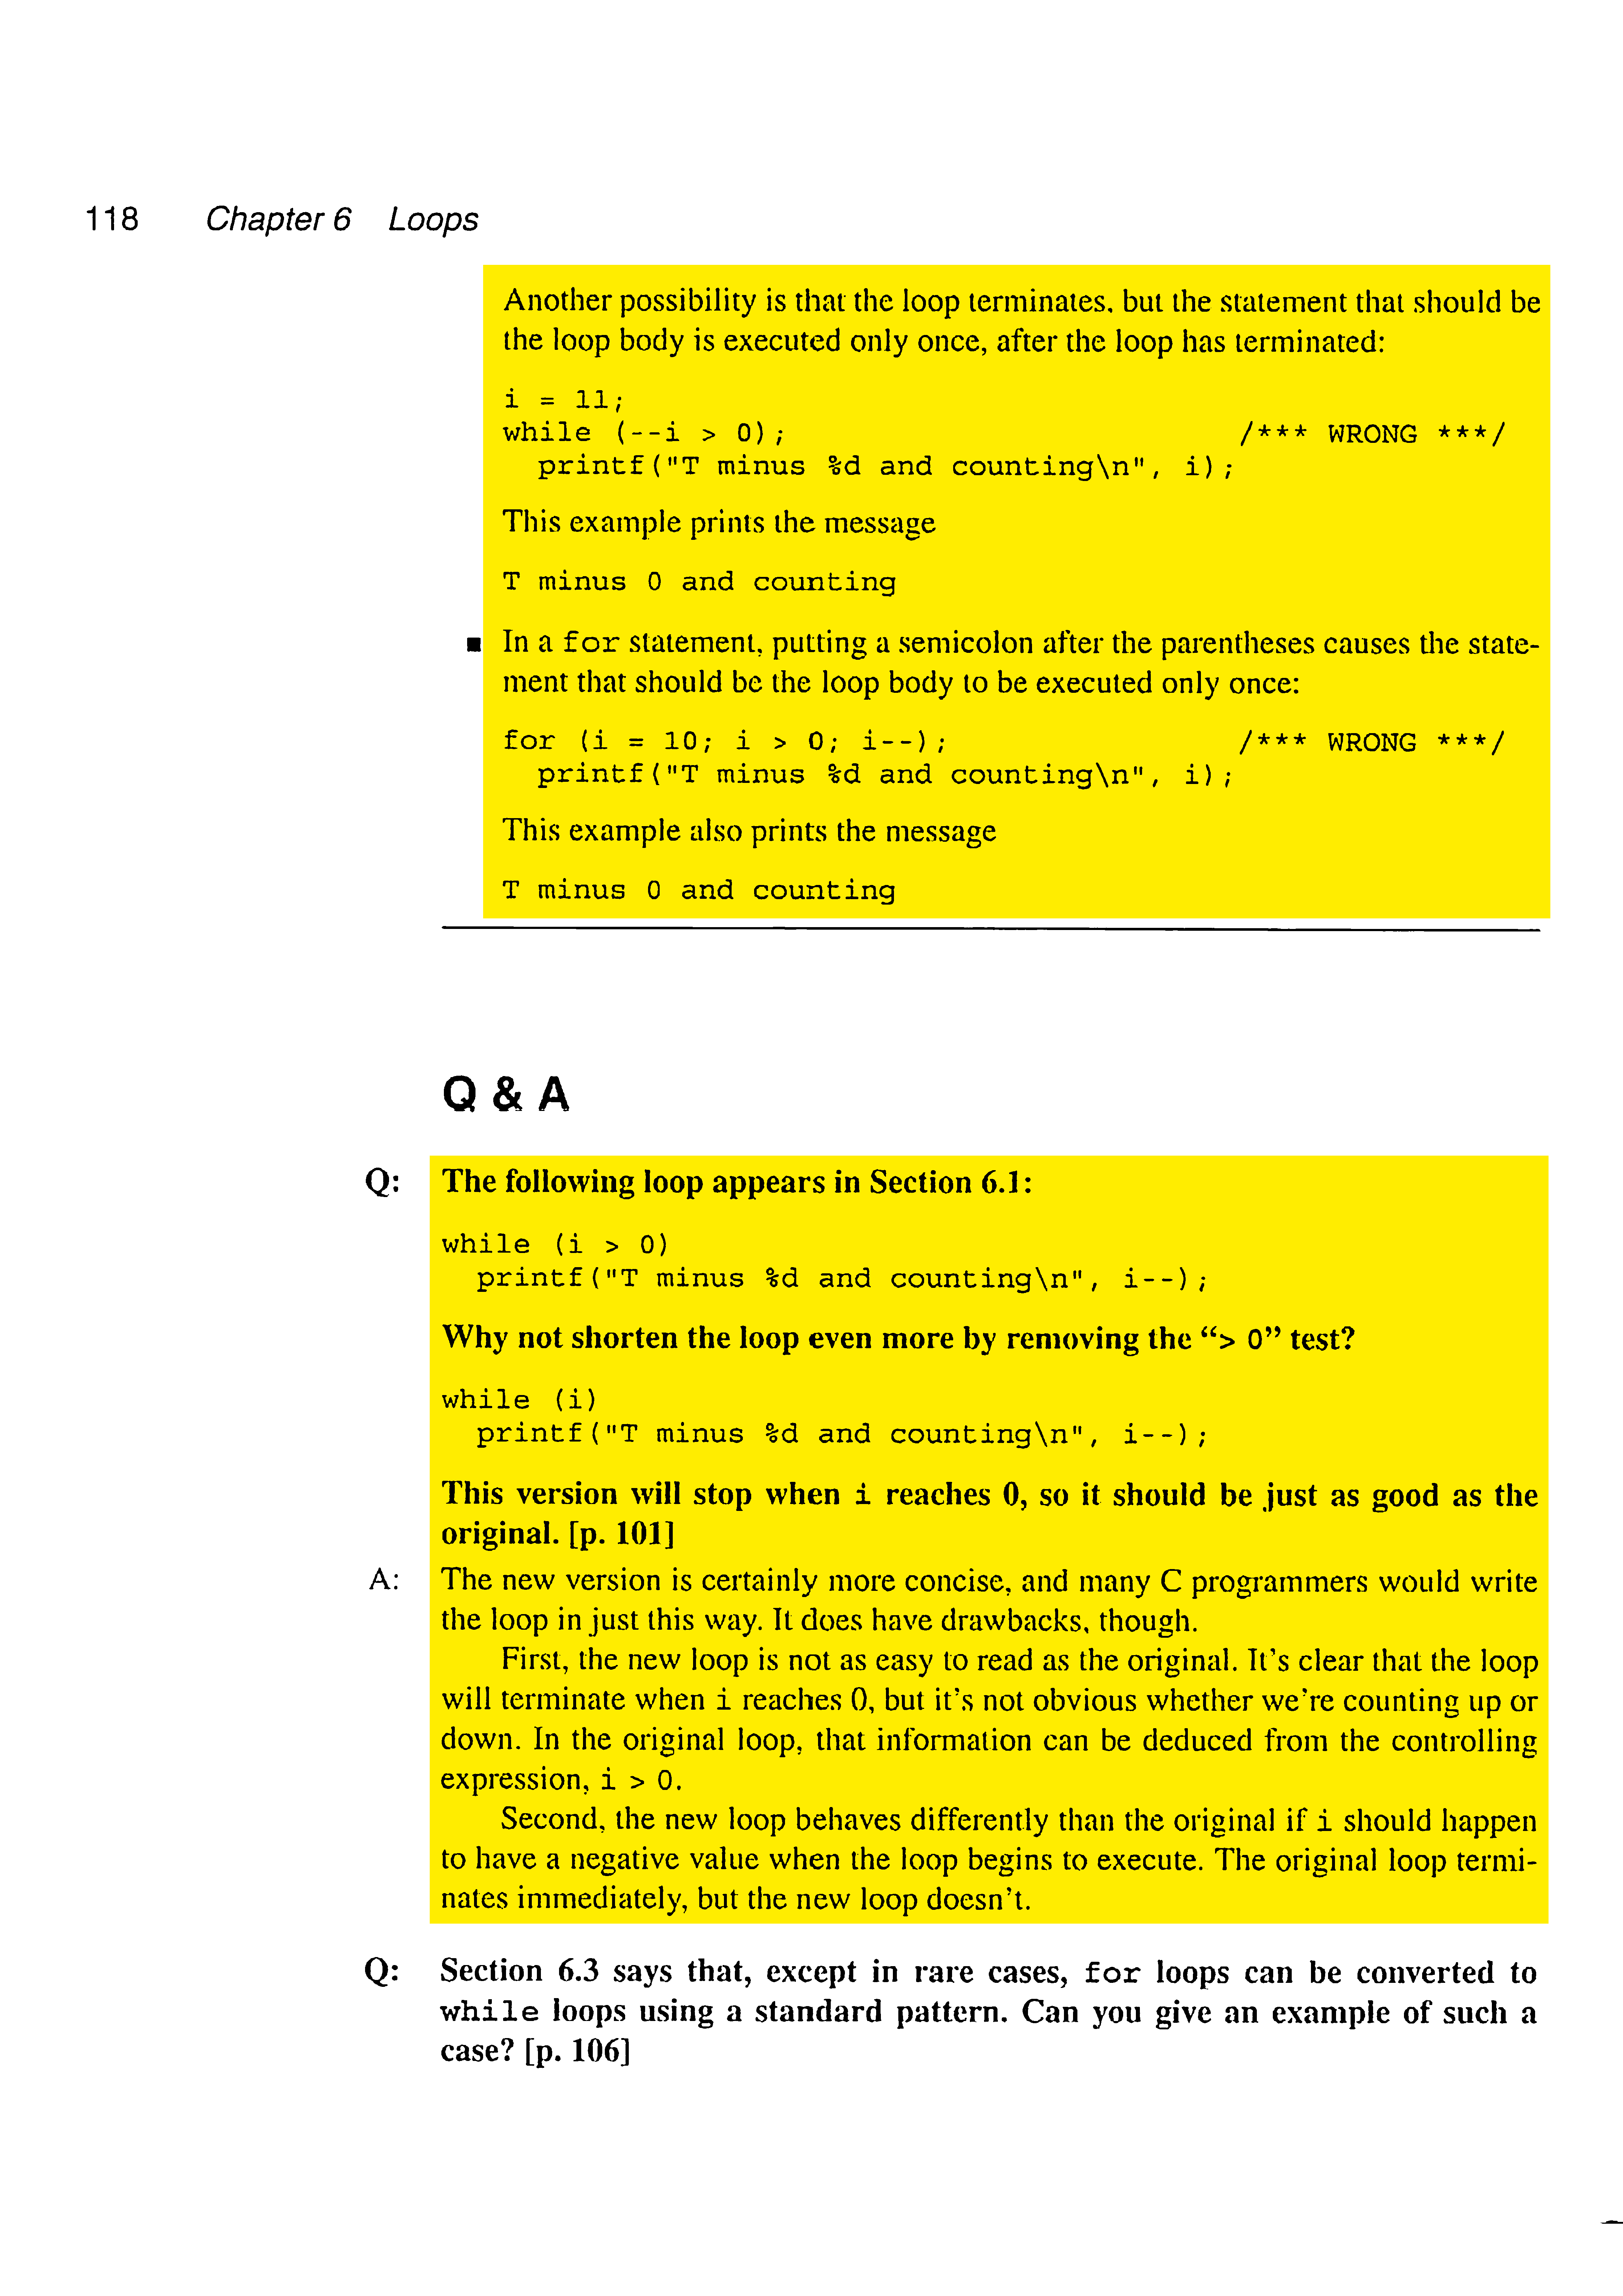 118 Chapter 6 Loops
Another possibility is that the loop terminates, but the statement that should be
the loop body is executed only once, after the loop has terminated:
i = 11;
while (--i > 0); /*** WRONG ***/
  printf("T minus %d and counting\n", i);
This example prints the message
T minus 0 and counting
■ In a for statement, putting a semicolon after the parentheses causes the state-
ment that should be the loop body to be executed only once:
for (i = 10; i > 0; i--); /*** WRONG ***/
  printf("T minus %d and counting\n", i);
This example also prints the message
T minus 0 and counting
Q & A
Q: The following loop appears in Section 6.1:
while (i > 0)
  printf("T minus %d and counting\n", i--);
Why not shorten the loop even more by removing the “> 0” test?
while (i)
  printf("T minus %d and counting\n", i--);
This version will stop when i reaches 0, so it should be just as good as the
original. [p. 101]
A: The new version is certainly more concise, and many C programmers would write
the loop in just this way. It does have drawbacks, though.
First, the new loop is not as easy to read as the original. It’s clear that the loop
will terminate when i reaches 0, but it’s not obvious whether we’re counting up or
down. In the original loop, that information can be deduced from the controlling
expression, i > 0.
Second, the new loop behaves differently than the original if i should happen
to have a negative value when the loop begins to execute. The original loop termi-
nates immediately, but the new loop doesn’t.
Q: Section 6.3 says that, except in rare cases, for loops can be converted to
while loops using a standard pattern. Can you give an example of such a
case? [p. 106]